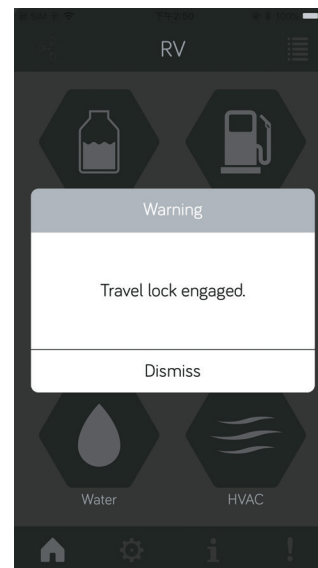 RV
Warning
Travel lock engaged.
Dismiss
Water
HVAC